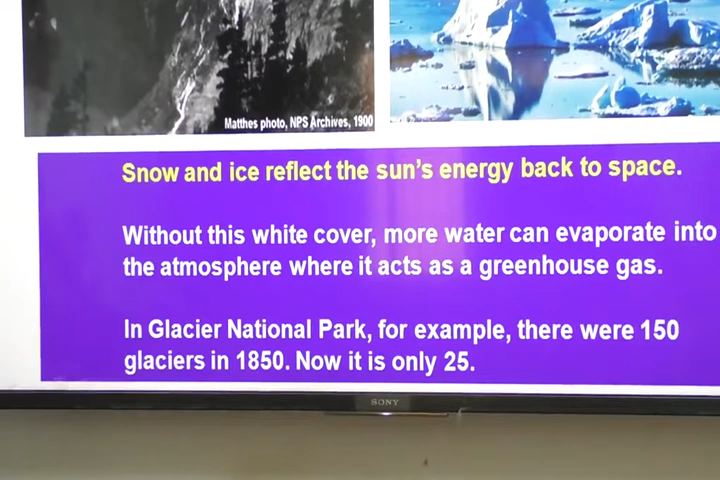 Matthes photo, NPS Archives, 1900
Snow and ice reflect the sun's energy back to space.
Without this white cover, more water can evaporate into
the atmosphere where it acts as a greenhouse gas.
In Glacier National Park, for example, there were 150
glaciers in 1850. Now it is only 25.
SONY